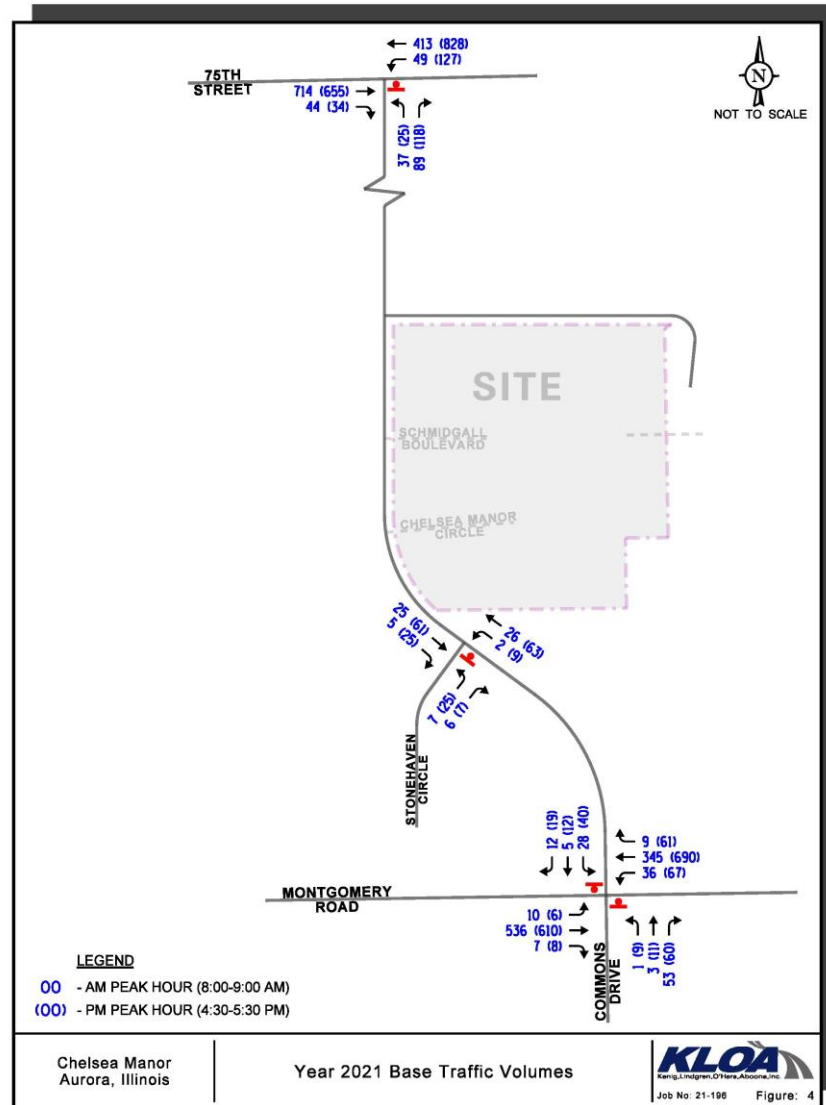 413 (828)
49 (127)
75TH
STREET
714 (655)
44 (34)
37 (25)
89 (118)
N
NOT TO SCALE
SITE
SCHMIDGALL
BOULEVARD
CHELSEA MANOR
CIRCLE
25 (61)
5 (25)
26 (63)
2 (9)
7 (25)
6 (7)
STONEHAVEN
CIRCLE
12 (19)
5 (12)
28 (40)
9 (61)
345 (690)
36 (67)
MONTGOMERY
ROAD
10 (6)
536 (610)
7 (8)
1 (9)
3 (11)
53 (60)
COMMONS
DRIVE
LEGEND
00 - AM PEAK HOUR (8:00-9:00 AM)
(00) - PM PEAK HOUR (4:30-5:30 PM)
Chelsea Manor
Aurora, Illinois
Year 2021 Base Traffic Volumes
KLOA
Kenig,Lindgren,O'Hara,Aboona,Inc.
Job No: 21-196 Figure: 4